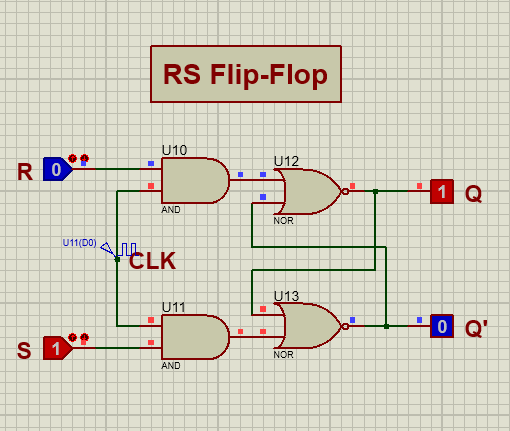 RS Flip-Flop
U10
R 0
AND
U12
NOR
1 Q
U11(D0)
CLK
U11
S 1
AND
U13
NOR
0 Q'